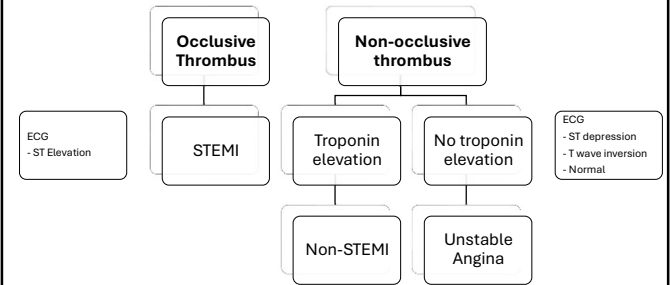 Occlusive
Thrombus
Non-occlusive
thrombus
ECG
- ST Elevation
STEMI
Troponin
elevation
No troponin
elevation
ECG
- ST depression
- T wave inversion
- Normal
Non-STEMI
Unstable
Angina